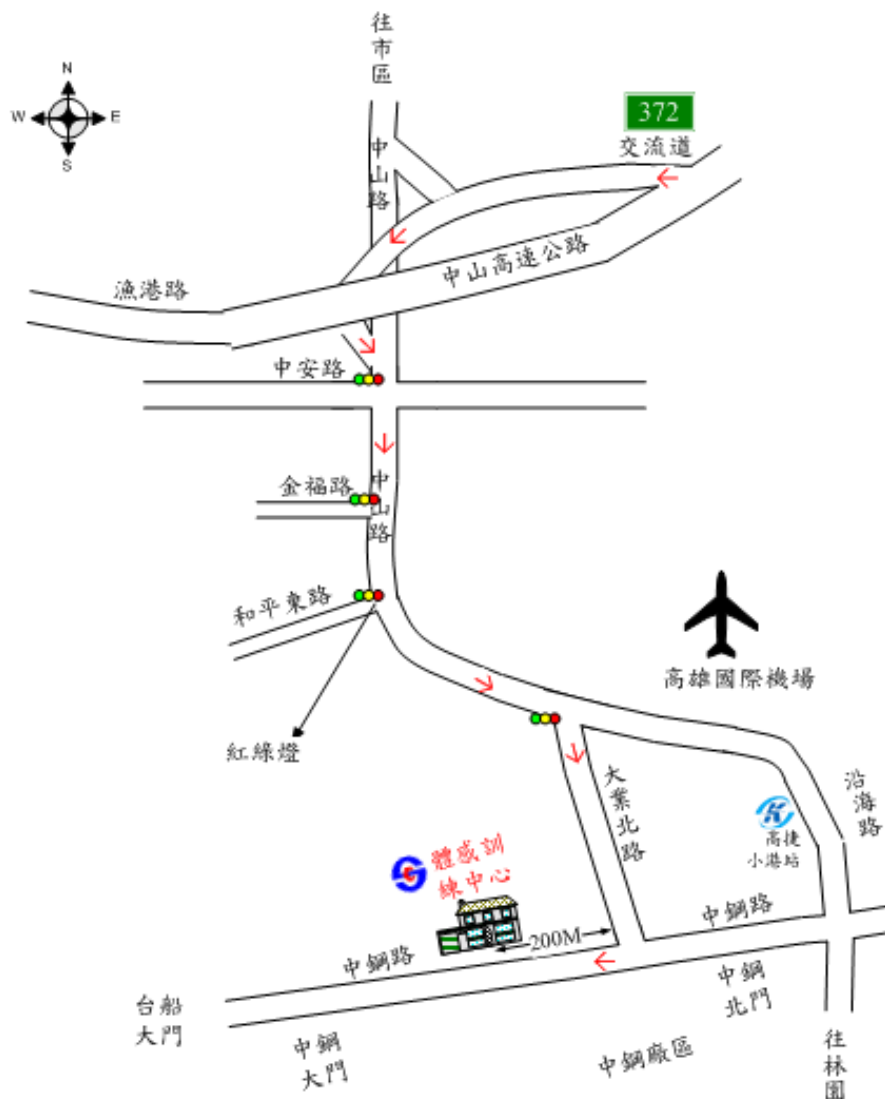 往市區
N
W
E
S
372
交流道
中山路
中山高速公路
漁港路
中安路
金福路
中山路
和平東路
高雄國際機場
紅綠燈
大業北路
沿海路
高捷
小港站
體感訓
練中心
200M
中鋼路
中鋼路
台船
大門
中鋼
大門
中鋼廠區
中鋼
北門
往林園